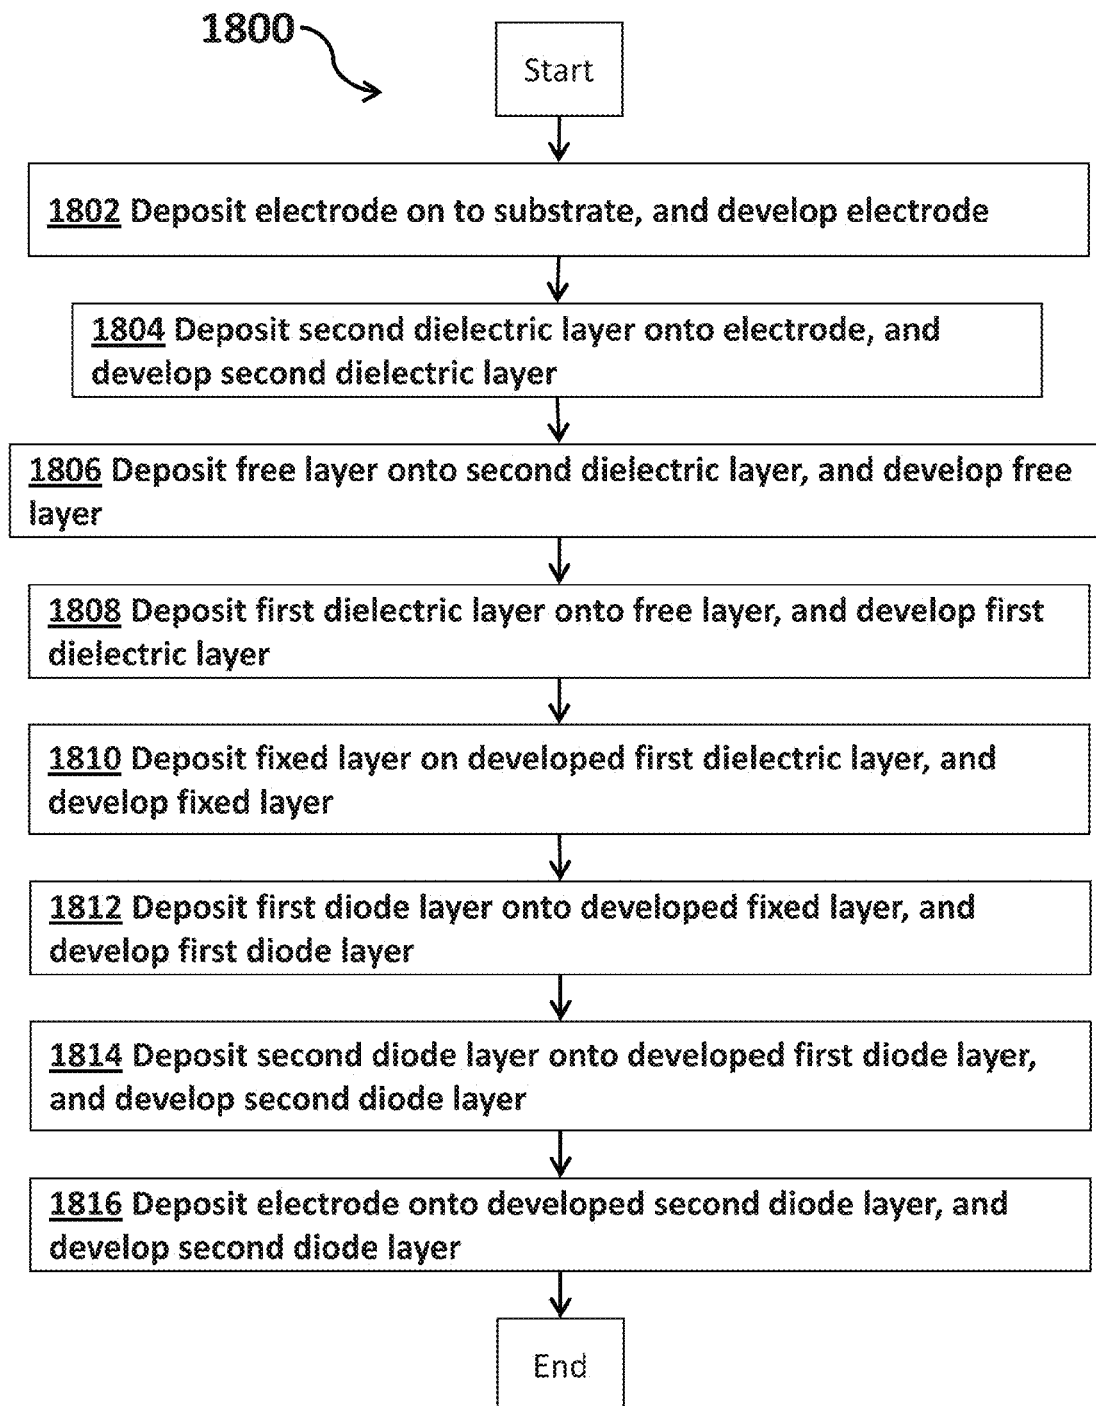 1800
Start
1802 Deposit electrode on to substrate, and develop electrode
1804 Deposit second dielectric layer onto electrode, and
develop second dielectric layer
1806 Deposit free layer onto second dielectric layer, and develop free
layer
1808 Deposit first dielectric layer onto free layer, and develop first
dielectric layer
1810 Deposit fixed layer on developed first dielectric layer, and
develop fixed layer
1812 Deposit first diode layer onto developed fixed layer, and
develop first diode layer
1814 Deposit second diode layer onto developed first diode layer,
and develop second diode layer
1816 Deposit electrode onto developed second diode layer, and
develop second diode layer
End